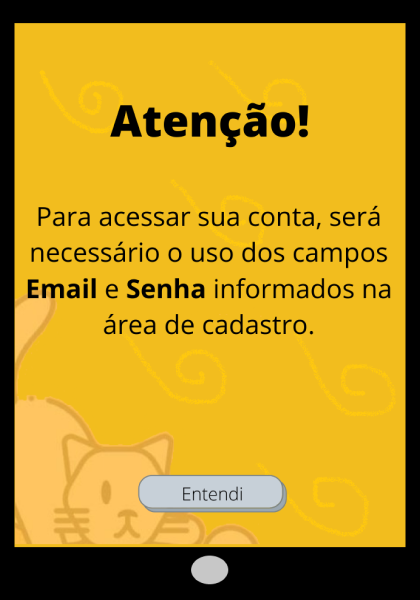 Atenção!
Para acessar sua conta, será
necessário o uso dos campos
Email e Senha informados na
área de cadastro.
Entendi